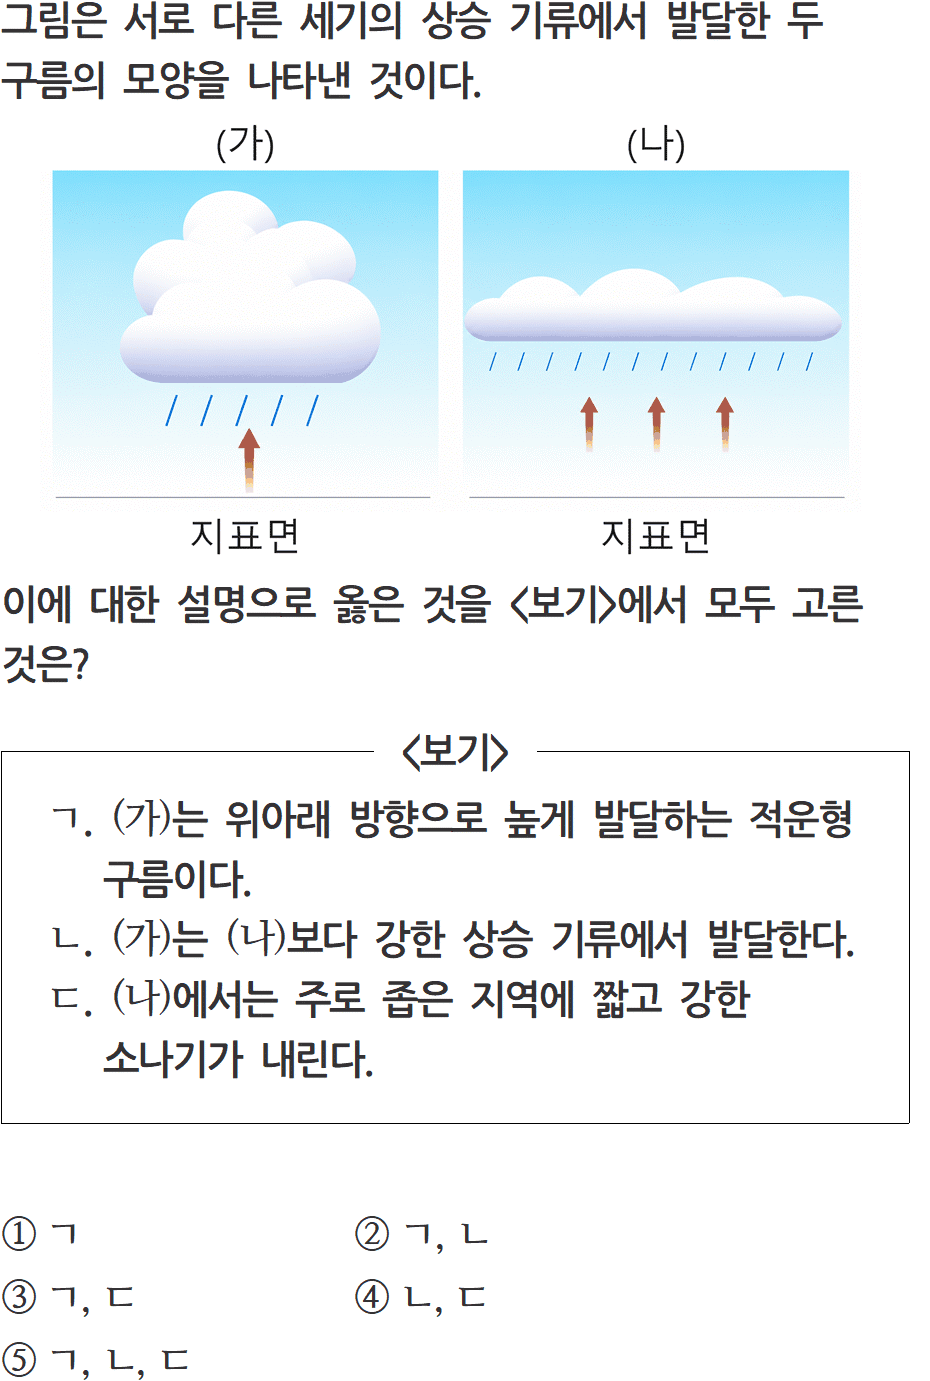 그림은 서로 다른 세기의 상승 기류에서 발달한 두
구름의 모양을 나타낸 것이다.
(가) (나)
지표면 지표면
이에 대한 설명으로 옳은 것을 <보기>에서 모두 고른
것은?
<보기>
ㄱ. (가)는 위아래 방향으로 높게 발달하는 적운형
구름이다.
ㄴ. (가)는 (나)보다 강한 상승 기류에서 발달한다.
ㄷ. (나)에서는 주로 좁은 지역에 짧고 강한
소나기가 내린다.
① ㄱ ② ㄱ, ㄴ
③ ㄱ, ㄷ ④ ㄴ, ㄷ
⑤ ㄱ, ㄴ, ㄷ